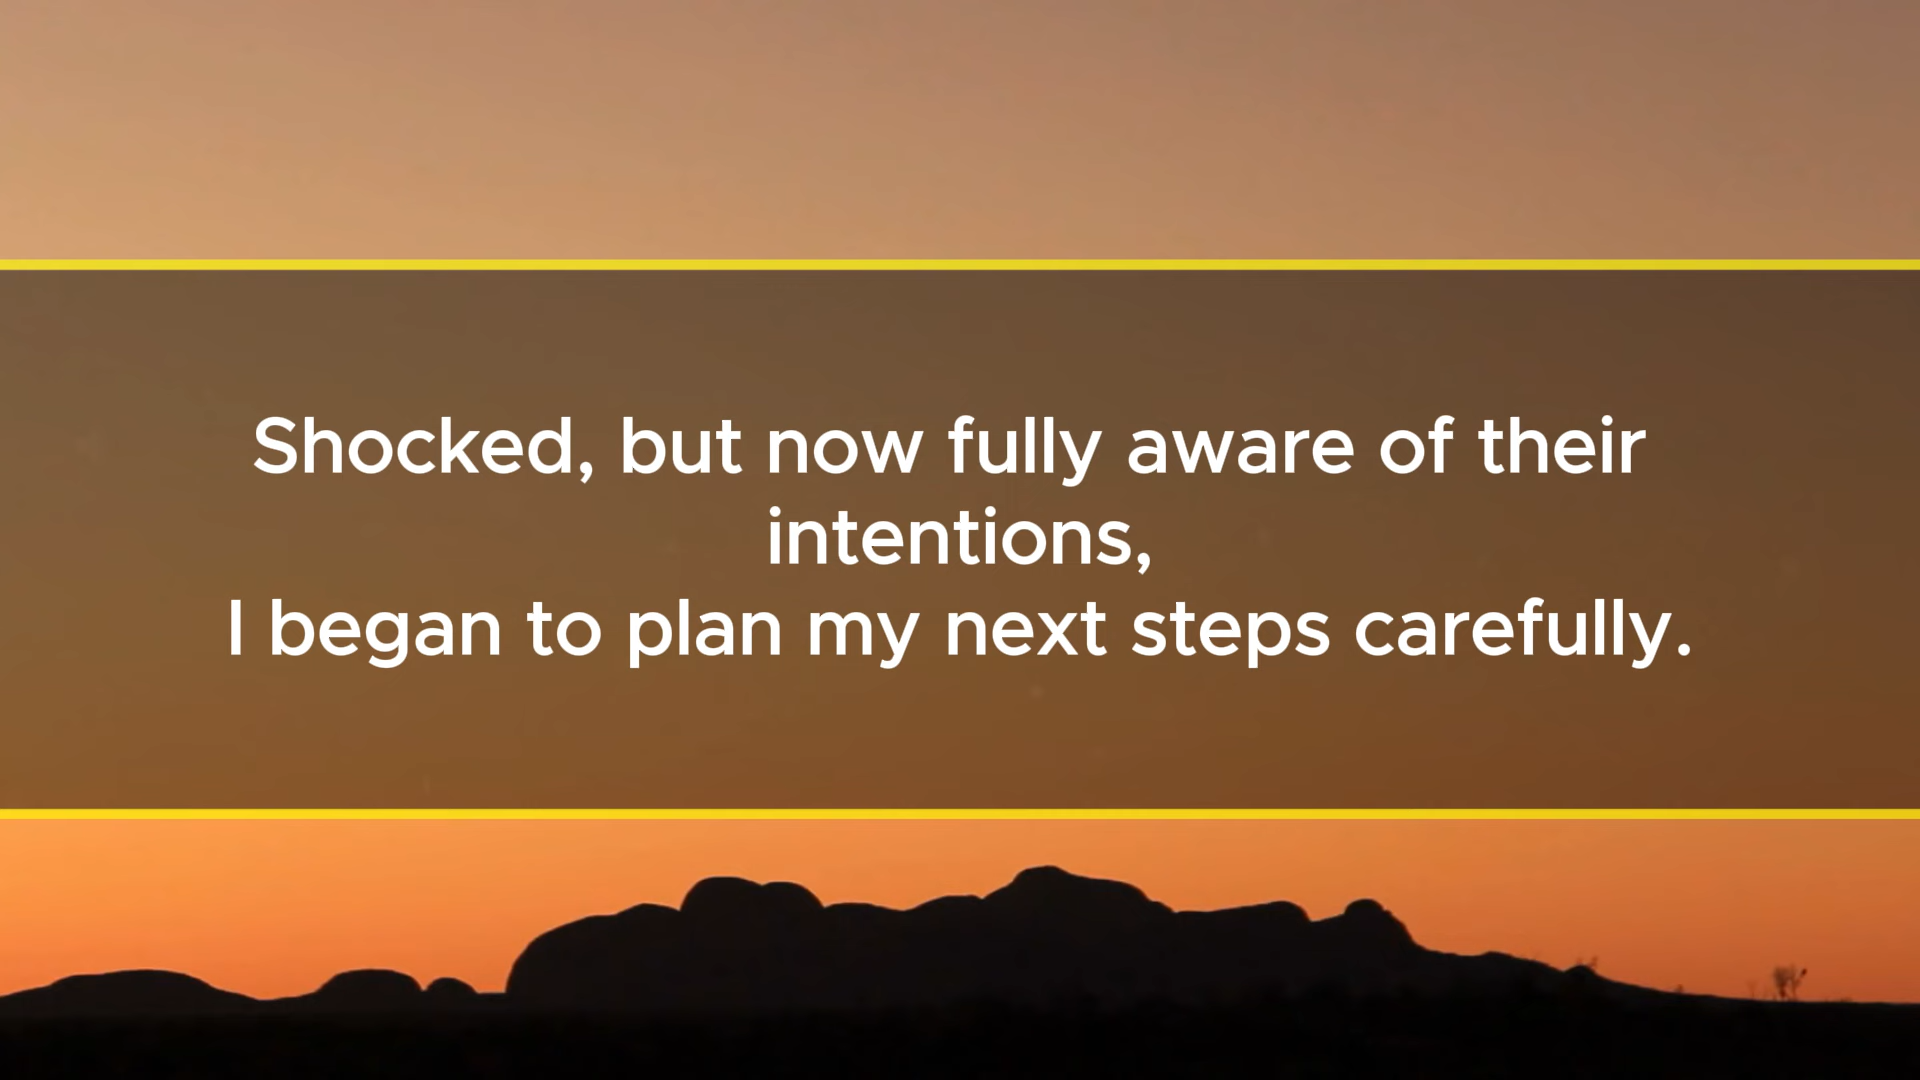 Shocked, but now fully aware of their
intentions,
I began to plan my next steps carefully.